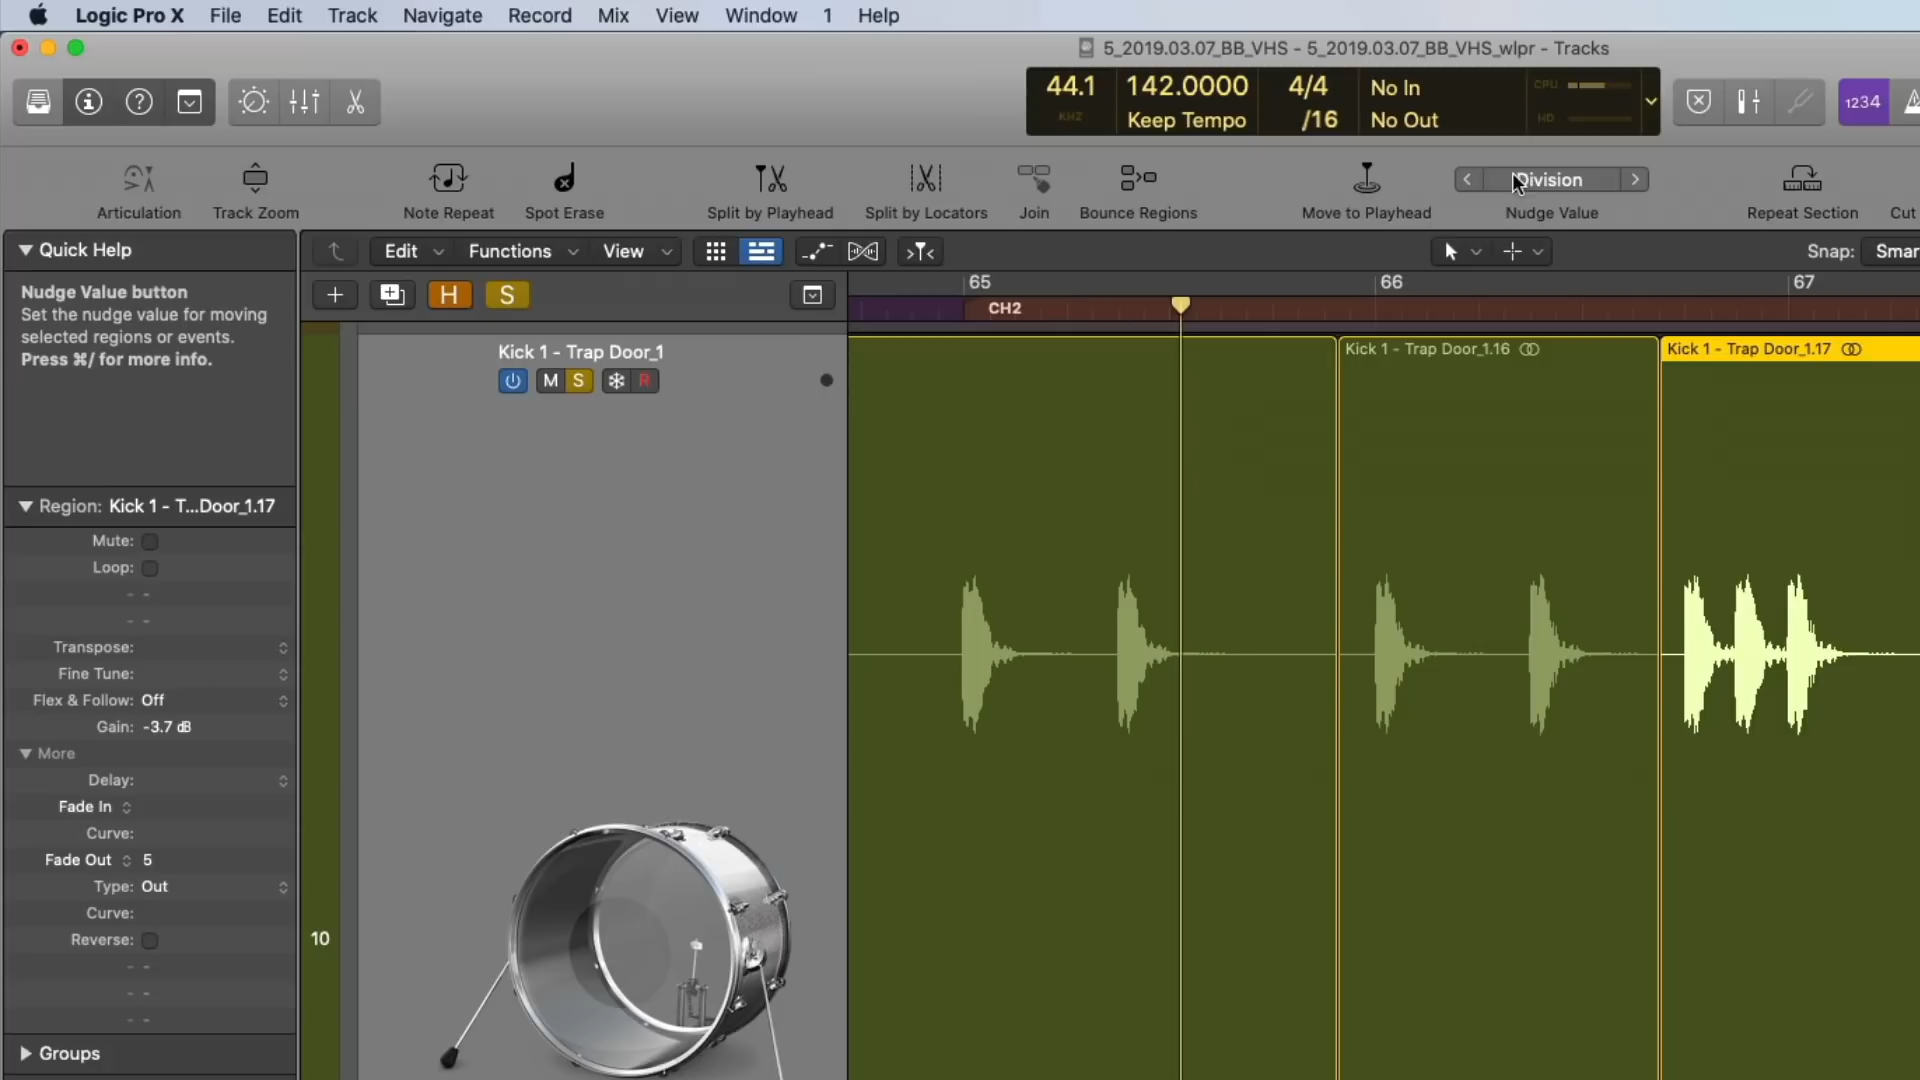 Logic Pro X File Edit Track Navigate Record Mix View Window 1 Help
5_2019.03.07_BB_VHS - 5_2019.03.07_BB_VHS_wlpr - Tracks
44.1 142.0000 4/4 No In CPU
KHZ Keep Tempo /16 No Out HD
1234
Division
Articulation Track Zoom Note Repeat Spot Erase Split by Playhead Split by Locators Join Bounce Regions Move to Playhead Nudge Value Repeat Section Cut
Quick Help
Edit Functions View Snap: Smar
Nudge Value button
Set the nudge value for moving
selected regions or events.
Press ⌘/ for more info.
H S
65 66 67
CH2
Kick 1 - Trap Door_1
M S R
Kick 1 - Trap Door_1.16 Kick 1 - Trap Door_1.17
Region: Kick 1 - T...Door_1.17
Mute:
Loop:
- -
- -
Transpose:
Fine Tune:
Flex & Follow: Off
Gain: -3.7 dB
More
Delay:
Fade In
Curve:
Fade Out 5
Type: Out
Curve:
Reverse:
- -
- -
- -
10
Groups